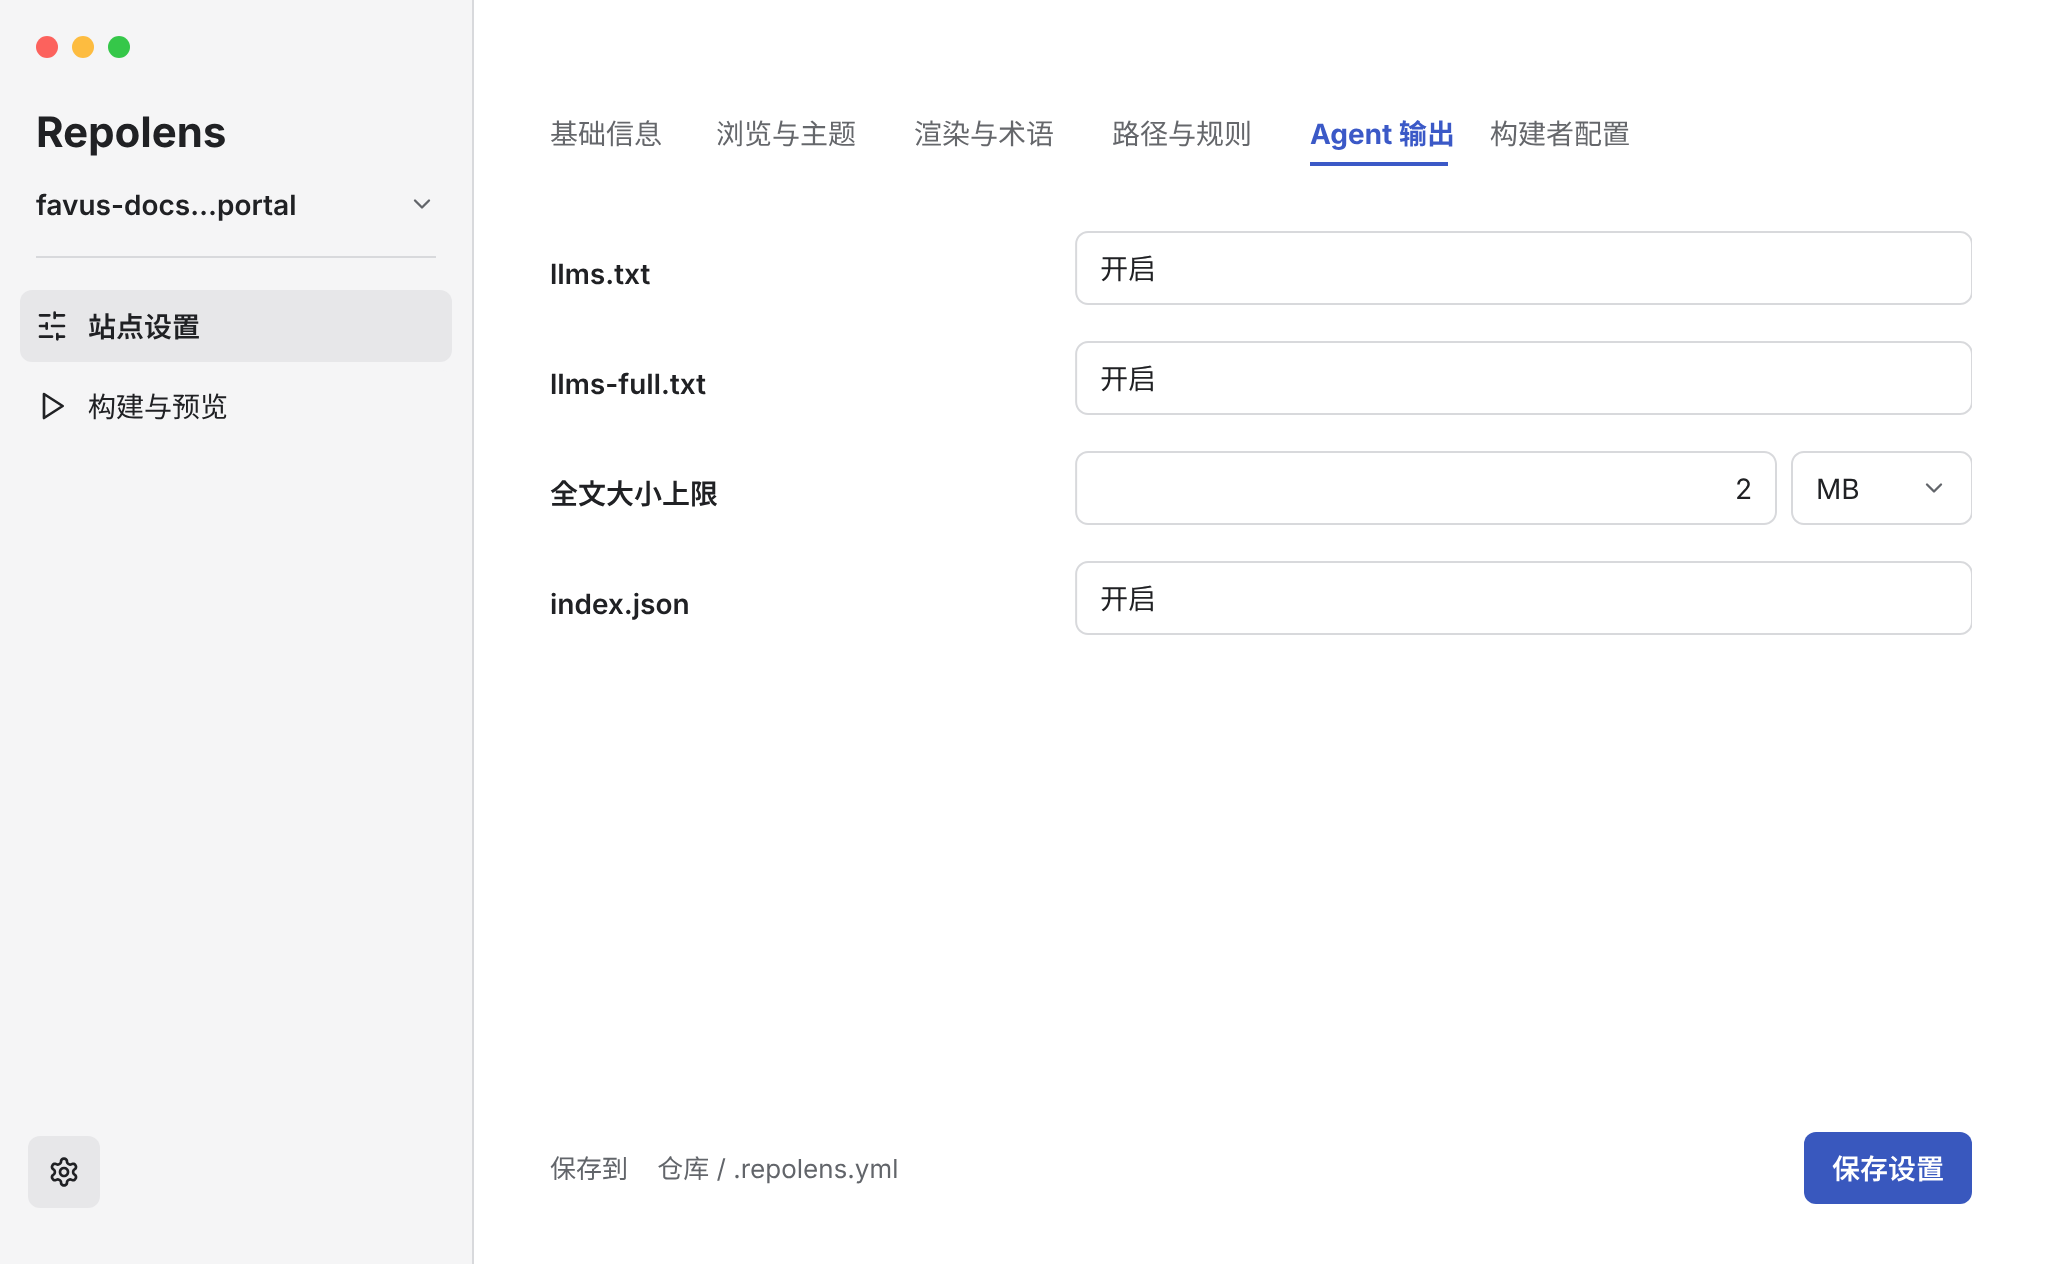 Repolens
favus-docs...portal
站点设置
构建与预览
基础信息
浏览与主题
渲染与术语
路径与规则
Agent 输出
构建者配置
llms.txt
开启
llms-full.txt
开启
全文大小上限
2
MB
index.json
开启
保存到 仓库 / .repolens.yml
保存设置